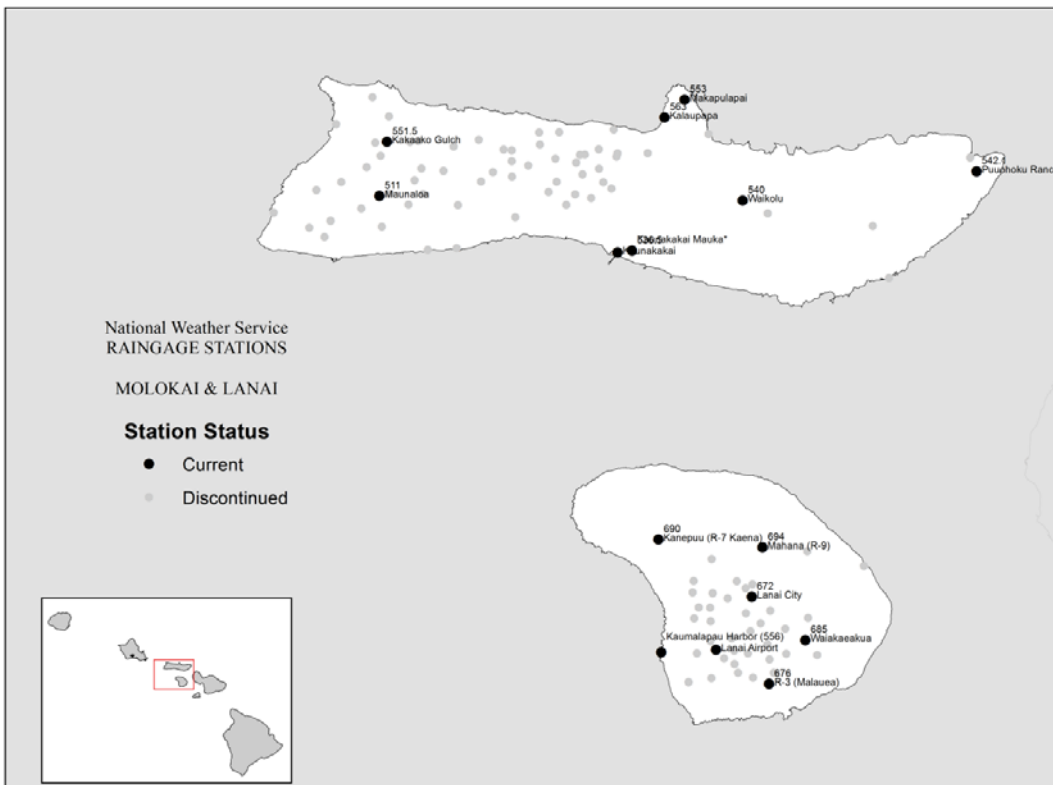 553
Makapulapai
563
Kalaupapa
551.5
Kakaako Gulch
542.1
511
Maunaloa
540
Waikolu
Mauka*
National Weather Service
RAINGAGE STATIONS
MOLOKAI & LANAI
Station Status
Current
Discontinued
690
Kanepuu (R-7 Kaena)
694
Mahana (R-9)
672
Lanai City
Kaumalapau Harbor (556)
Lanai Airport
685
Waiakaeakua
676
R-3 (Malauea)